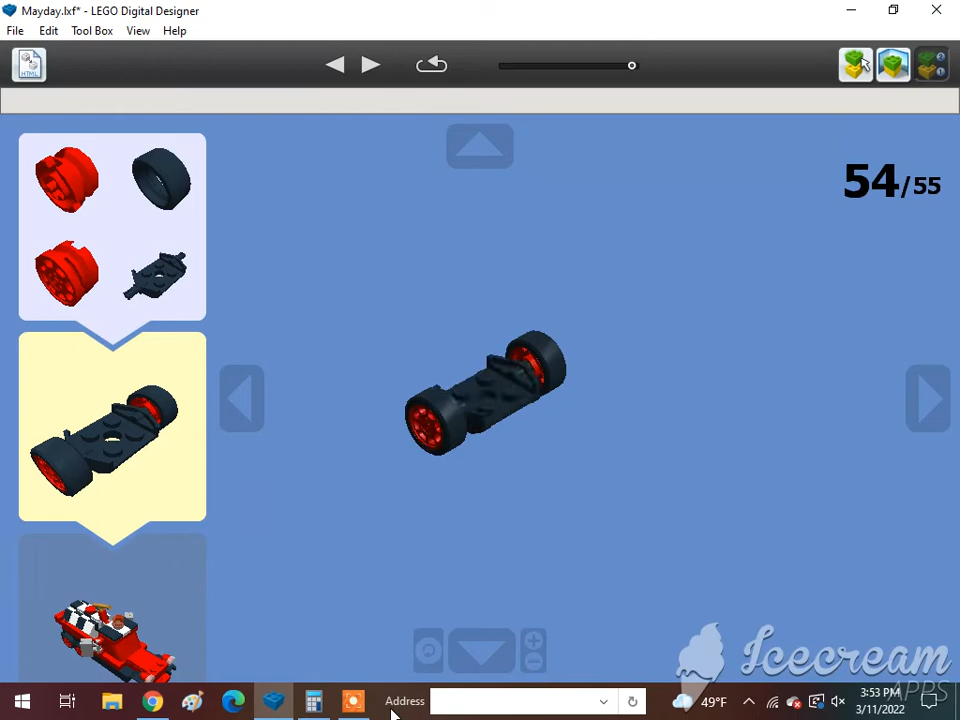 Mayday.lxf* - LEGO Digital Designer
File Edit Tool Box View Help
HTML
54/55
Icecream
APPS
Address
49°F
3:53 PM
3/11/2022